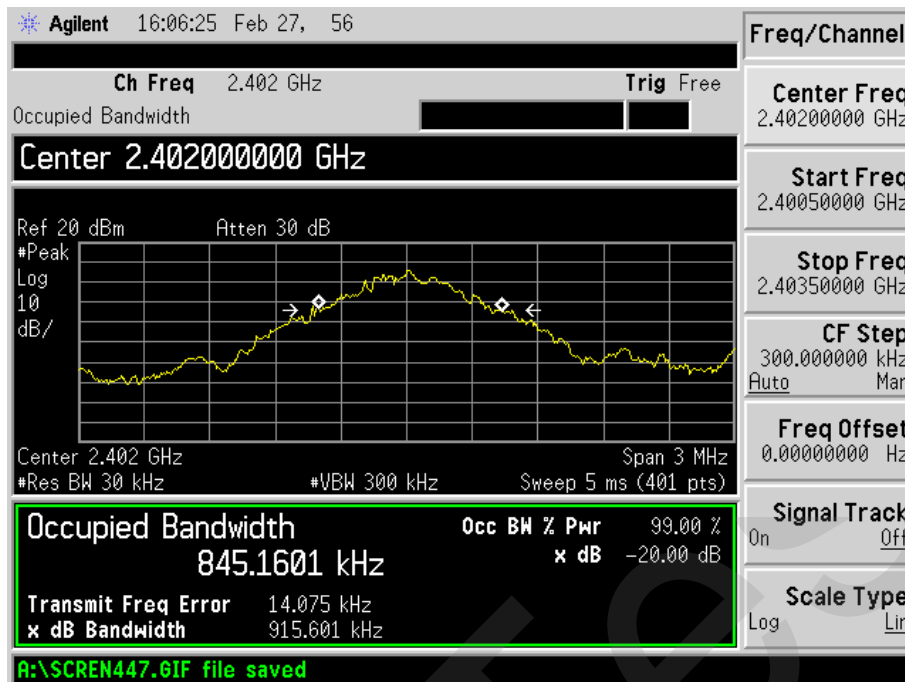 Agilent 16:06:25 Feb 27, 56
Freq/Channel
Ch Freq 2.402 GHz Trig Free
Occupied Bandwidth
Center 2.402000000 GHz
Ref 20 dBm Atten 30 dB
#Peak
Log
10
dB/
Center 2.402 GHz Span 3 MHz
#Res BW 30 kHz #VBW 300 kHz Sweep 5 ms (401 pts)
Occupied Bandwidth Occ BW % Pwr 99.00 %
845.1601 kHz x dB -20.00 dB
Transmit Freq Error 14.075 kHz
x dB Bandwidth 915.601 kHz
A:\SCREN447.GIF file saved
Center Freq
2.40200000 GHz
Start Freq
2.40050000 GHz
Stop Freq
2.40350000 GHz
CF Step
300.000000 kHz
Auto Man
Freq Offset
0.00000000 Hz
Signal Track
On Off
Scale Type
Log Lin